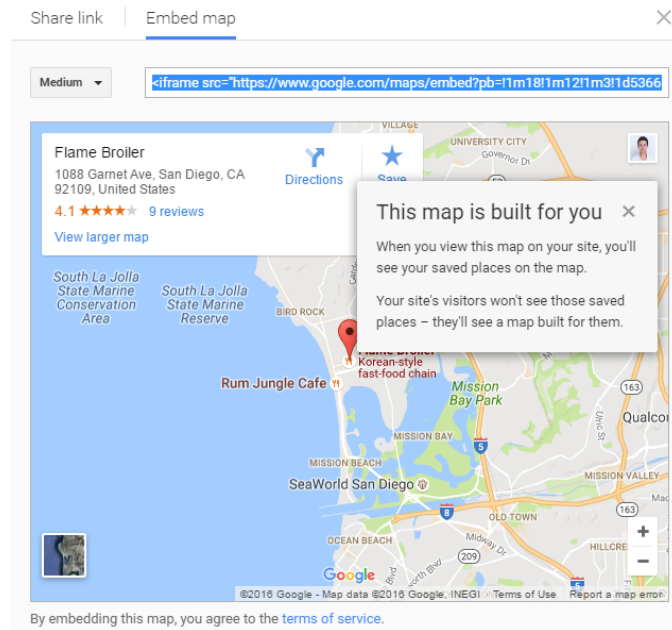 Share link
Embed map
Medium
<iframe src="https://www.google.com/maps/embed?pb=!1m18!1m12!1m3!1d5366
VILLAGE
UNIVERSITY CITY
Governor Dr
Flame Broiler
1088 Garnet Ave, San Diego, CA
92109, United States
4.1
9 reviews
View larger map
Directions
Save
52
This map is built for you
When you view this map on your site, you'll
see your saved places on the map.
Your site's visitors won't see those saved
places – they'll see a map built for them.
South La Jolla
State Marine
Conservation
Area
South La Jolla
State Marine
Reserve
BIRD ROCK
Flame Broiler
Korean-style
fast-food chain
Rum Jungle Cafe
Mission
Bay Park
163
Qualco
MISSION BAY
5
MISSION BEACH
SeaWorld San Diego
MISSION VALLEY
163
8
OLD TOWN
OCEAN BEACH
Midway Dr
209
HILLCRE
Google
5
©2016 Google - Map data ©2016 Google, INEGI
Terms of Use
Report a map error
By embedding this map, you agree to the terms of service.